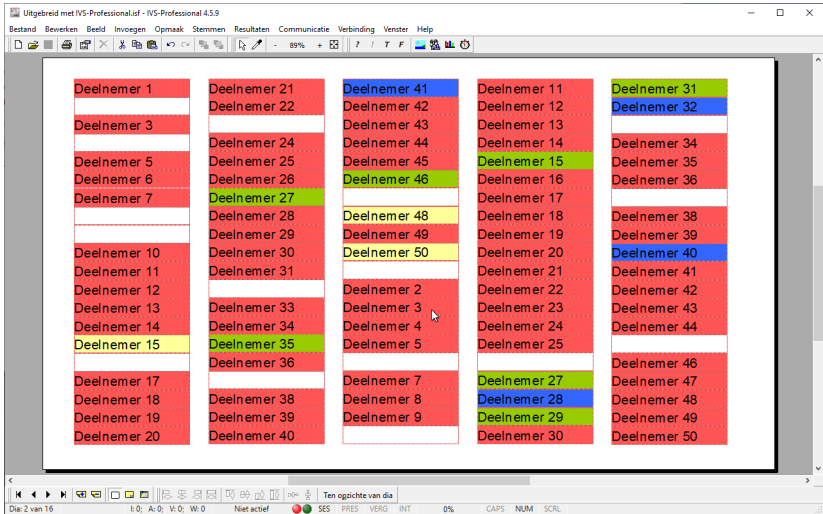 Uitgebreid met IVS-Professional.isf - IVS-Professional 4.5.9
Bestand Bewerken Beeld Invoegen Opmaak Stemmen Resultaten Communicatie Verbinding Venster Help
- 89% + ? ! T F
Deelnemer 1 Deelnemer 21 Deelnemer 41 Deelnemer 11 Deelnemer 31
Deelnemer 22 Deelnemer 42 Deelnemer 12 Deelnemer 32
Deelnemer 3 Deelnemer 43 Deelnemer 13
Deelnemer 24 Deelnemer 44 Deelnemer 14 Deelnemer 34
Deelnemer 5 Deelnemer 25 Deelnemer 45 Deelnemer 15 Deelnemer 35
Deelnemer 6 Deelnemer 26 Deelnemer 46 Deelnemer 16 Deelnemer 36
Deelnemer 7 Deelnemer 27 Deelnemer 17
Deelnemer 28 Deelnemer 48 Deelnemer 18 Deelnemer 38
Deelnemer 29 Deelnemer 49 Deelnemer 19 Deelnemer 39
Deelnemer 10 Deelnemer 30 Deelnemer 50 Deelnemer 20 Deelnemer 40
Deelnemer 11 Deelnemer 31 Deelnemer 21 Deelnemer 41
Deelnemer 12 Deelnemer 2 Deelnemer 22 Deelnemer 42
Deelnemer 13 Deelnemer 33 Deelnemer 3 Deelnemer 23 Deelnemer 43
Deelnemer 14 Deelnemer 34 Deelnemer 4 Deelnemer 24 Deelnemer 44
Deelnemer 15 Deelnemer 35 Deelnemer 5 Deelnemer 25
Deelnemer 36 Deelnemer 46
Deelnemer 17 Deelnemer 7 Deelnemer 27 Deelnemer 47
Deelnemer 18 Deelnemer 38 Deelnemer 8 Deelnemer 28 Deelnemer 48
Deelnemer 19 Deelnemer 39 Deelnemer 9 Deelnemer 29 Deelnemer 49
Deelnemer 20 Deelnemer 40 Deelnemer 30 Deelnemer 50
Ten opzichte van dia
Dia: 2 van 16 I: 0; A: 0; V: 0; W: 0 Niet actief SES PRES VERG INT 0% CAPS NUM SCRL